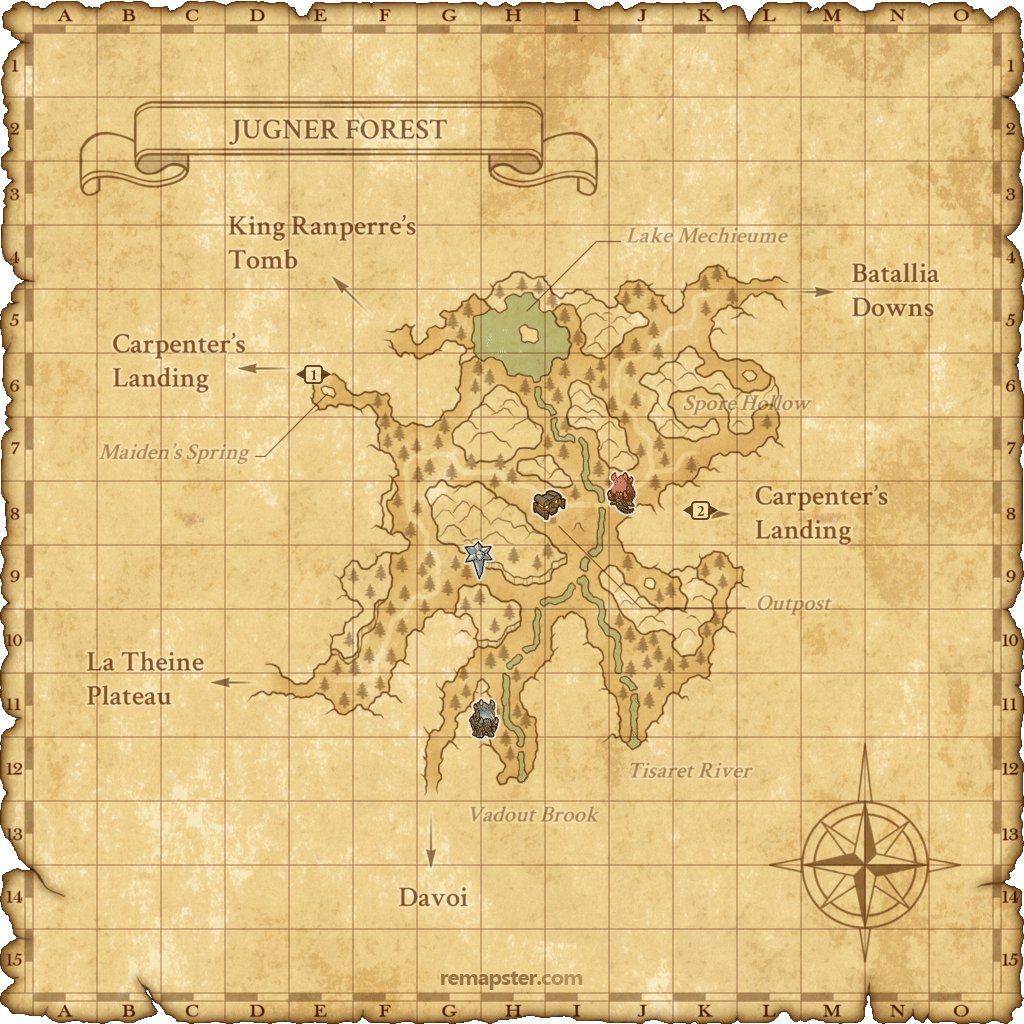 A B C D E F G H I J K L M N O
1 1
2 2
JUGNER FOREST
3 3
King Ranperre's
Tomb
Lake Mechieume
4 4
Batallia
Downs
5 5
Carpenter's
Landing
1
6 6
Spore Hollow
Maiden's Spring
7 7
Carpenter's
Landing
2
8 8
9 9
Outpost
10 10
La Theine
Plateau
11 11
12 12
Tisaret River
Vadout Brook
13 13
Davoi
14 14
15 15
remapster.com
A B C D E F G H I J K L M N O